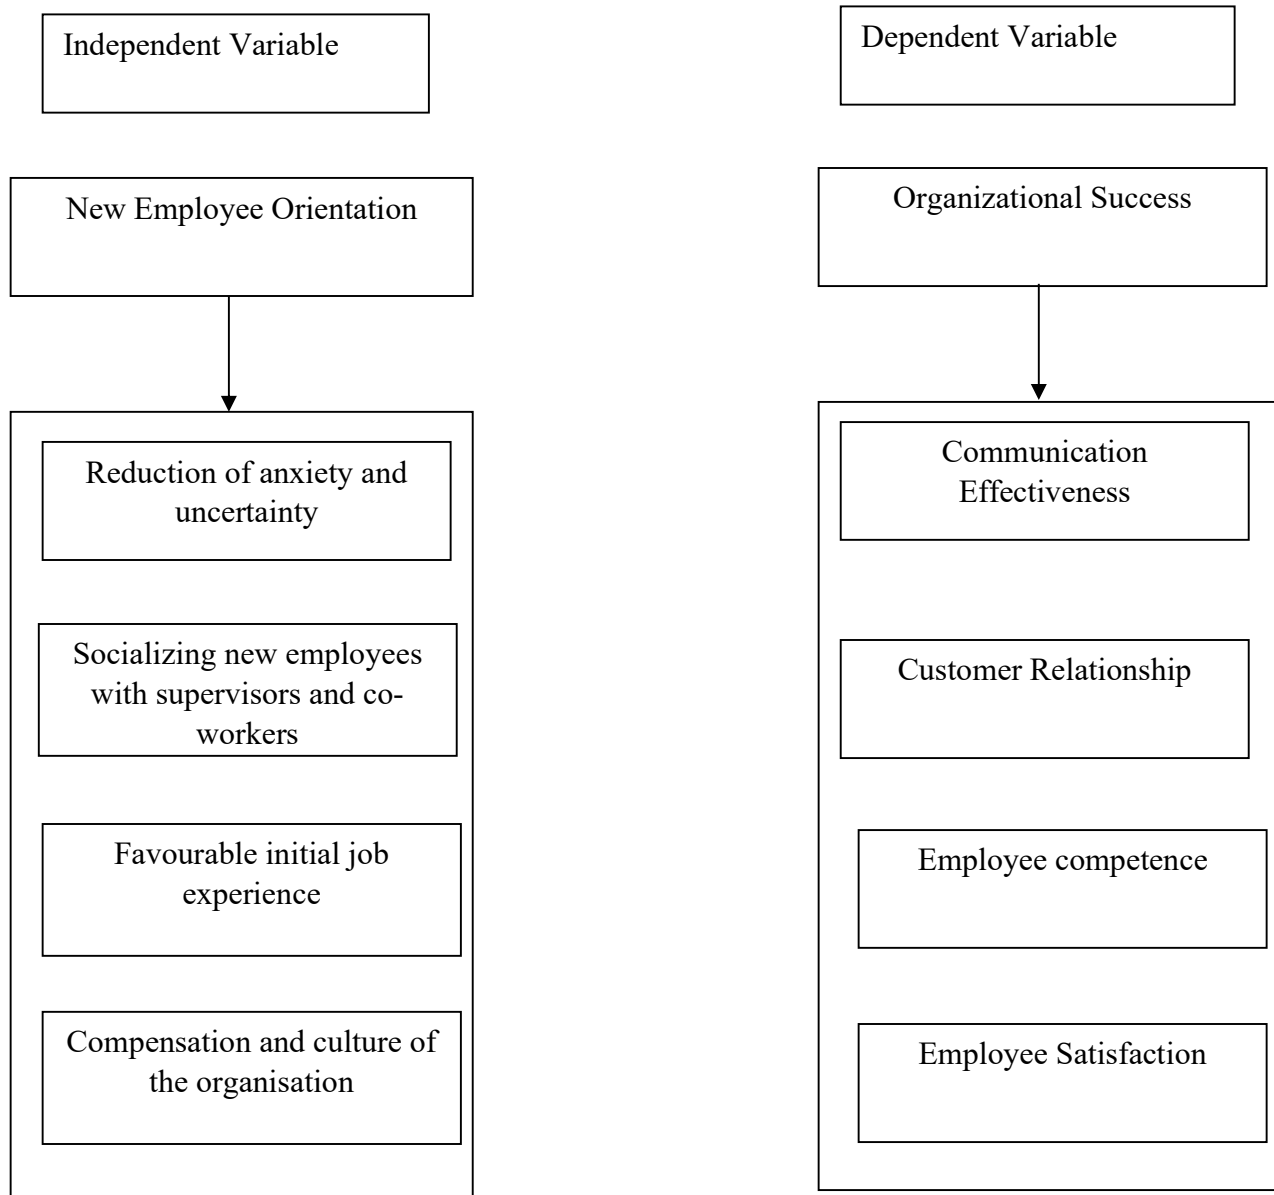 Independent Variable
Dependent Variable
New Employee Orientation
Organizational Success
Reduction of anxiety and
uncertainty
Socializing new employees
with supervisors and co-
workers
Favourable initial job
experience
Compensation and culture of
the organisation
Communication
Effectiveness
Customer Relationship
Employee competence
Employee Satisfaction